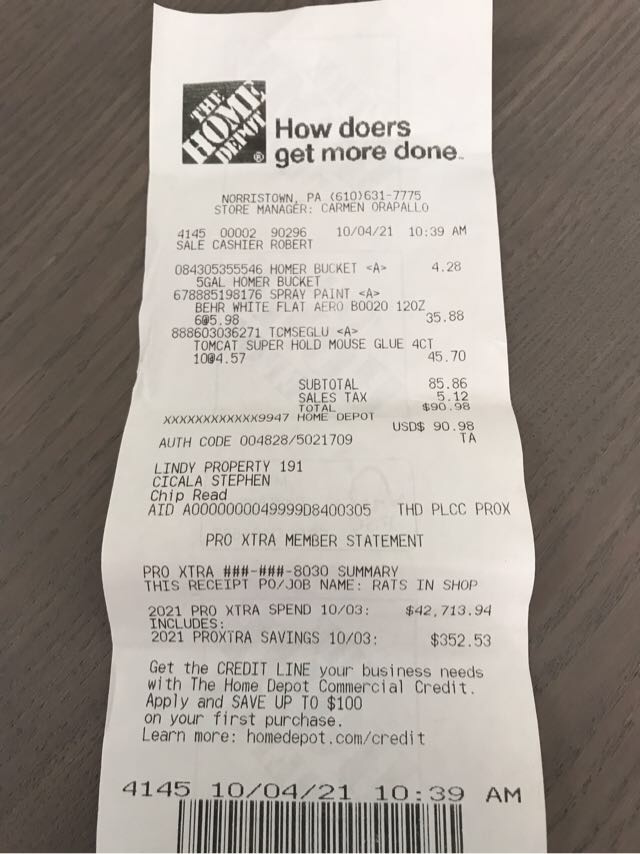 THE
HOME
DEPOT
®
How doers
get more done™
NORRISTOWN, PA (610)631-7775
STORE MANAGER: CARMEN ORAPALLO
4145 00002 90296 10/04/21 10:39 AM
SALE CASHIER ROBERT
084305355546 HOMER BUCKET <A> 4.28
5GAL HOMER BUCKET
678885198176 SPRAY PAINT <A>
BEHR WHITE FLAT AERO B0020 12OZ
6@5.98 35.88
888603036271 TCMSEGLU <A>
TOMCAT SUPER HOLD MOUSE GLUE 4CT
10@4.57 45.70
SUBTOTAL 85.86
SALES TAX 5.12
TOTAL $90.98
XXXXXXXXXXXX9947 HOME DEPOT
USD$ 90.98
AUTH CODE 004828/5021709 TA
LINDY PROPERTY 191
CICALA STEPHEN
Chip Read
AID A0000000049999D8400305 THD PLCC PROX
PRO XTRA MEMBER STATEMENT
PRO XTRA ###-###-8030 SUMMARY
THIS RECEIPT PO/JOB NAME: RATS IN SHOP
2021 PRO XTRA SPEND 10/03: $42,713.94
INCLUDES:
2021 PROXTRA SAVINGS 10/03: $352.53
Get the CREDIT LINE your business needs
with The Home Depot Commercial Credit.
Apply and SAVE UP TO $100
on your first purchase.
Learn more: homedepot.com/credit
4145 10/04/21 10:39 AM